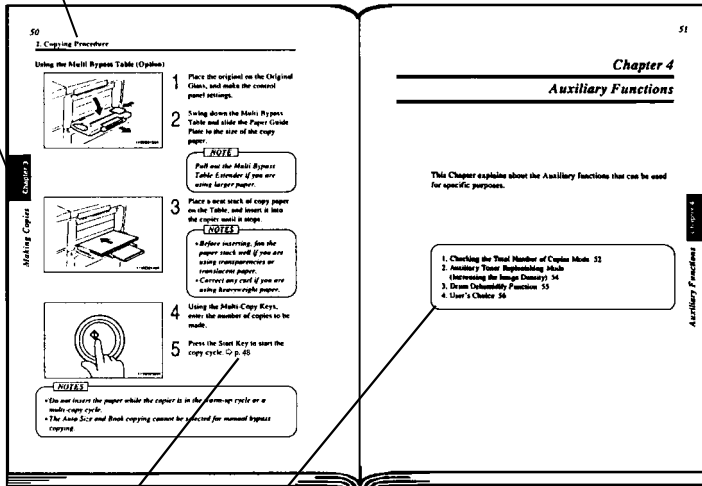 50
1. Copying Procedure
Using the Multi Bypass Table (Option)
1 Place the original on the Original
Glass, and make the control
panel settings.
2 Swing down the Multi Bypass
Table and slide the Paper Guide
Plate to the size of the copy
paper.
NOTE
Pull out the Multi Bypass
Table Extender if you are
using larger paper.
3 Place a neat stack of copy paper
on the Table, and insert it into
the copier until it stops.
NOTES
• Before inserting, fan the
paper stack well if you are
using transparencies or
translucent paper.
• Correct any curl if you are
using heavyweight paper.
4 Using the Multi-Copy Keys,
enter the number of copies to be
made.
5 Press the Start Key to start the
copy cycle. ➪ p. 48
NOTES
• Do not insert the paper while the copier is in the warm-up cycle or a
multi-copy cycle.
• The Auto Size and Book copying cannot be selected for manual bypass
copying.
Chapter 3
Making Copies
51
Chapter 4
Auxiliary Functions
This Chapter explains about the Auxiliary functions that can be used
for specific purposes.
1. Checking the Total Number of Copies Made 52
2. Auxiliary Toner Replenishing Mode
(Increasing the Image Density) 54
3. Drum Dehumidify Function 55
4. User's Choice 56
Chapter 4
Auxiliary Functions